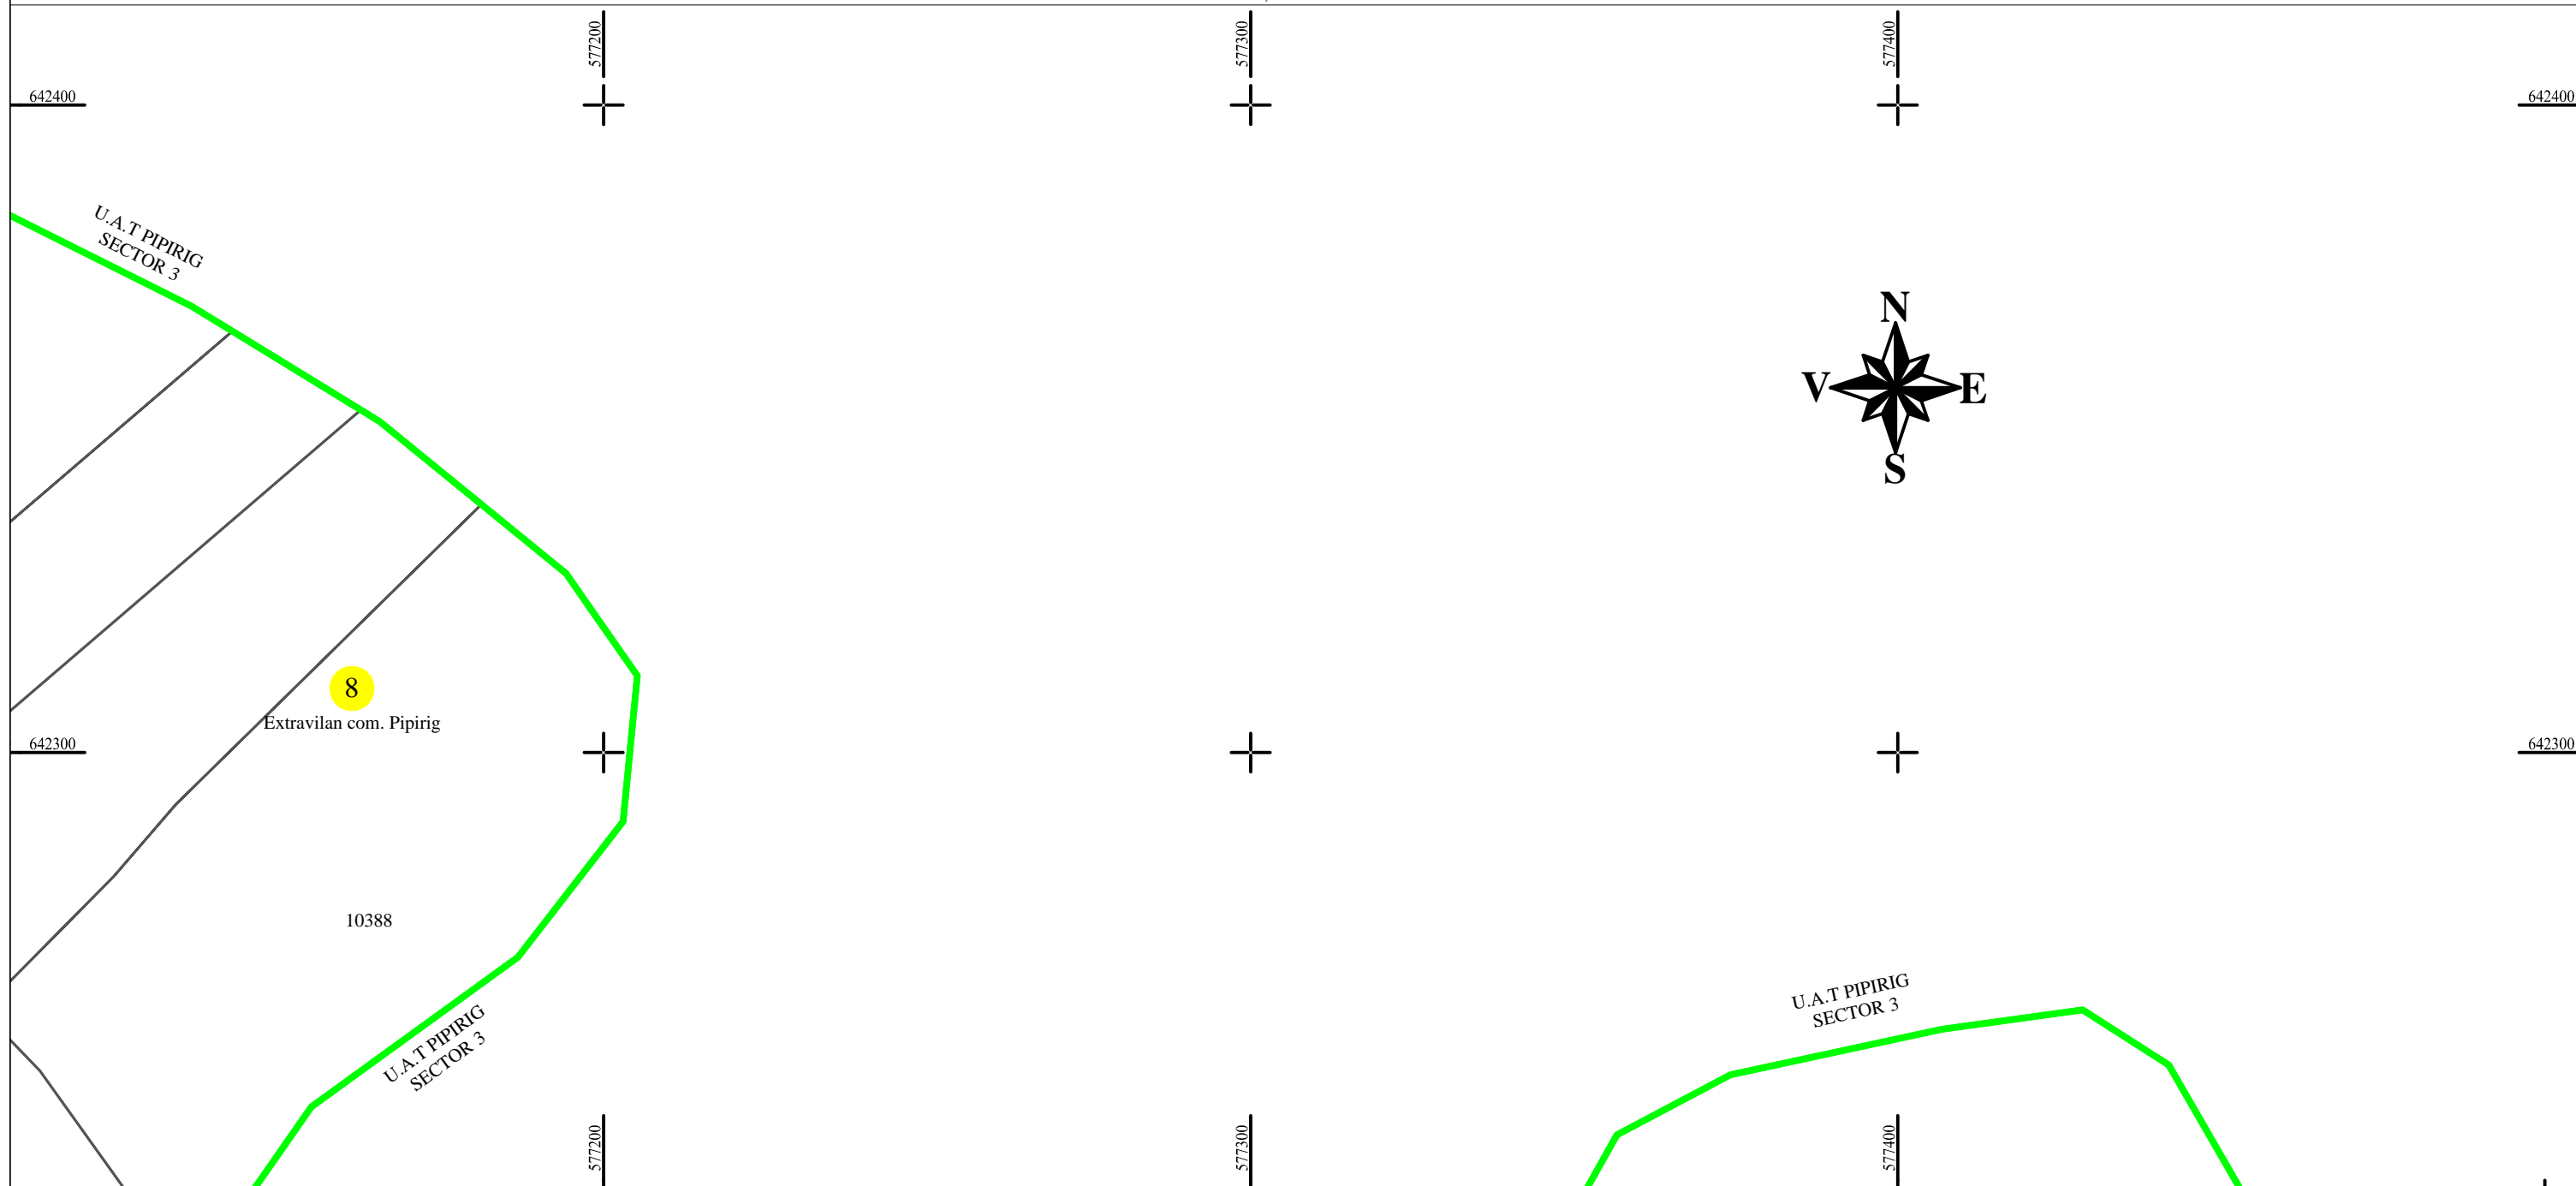 577200
577300
577400
642400
642400
U.A.T PIPIRIG
SECTOR 3
N
V
E
S
8
Extravilan com. Pipirig
642300
642300
10388
U.A.T PIPIRIG
SECTOR 3
U.A.T PIPIRIG
SECTOR 3
577200
577300
577400